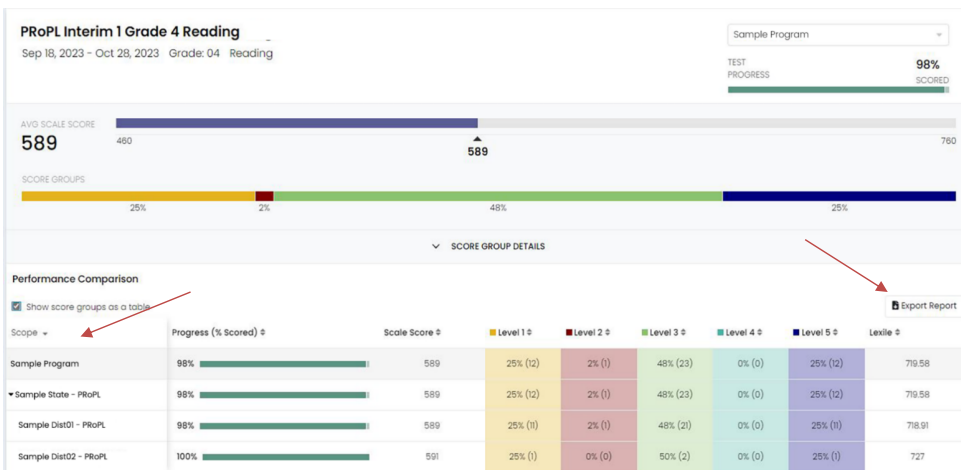 PRoPL Interim 1 Grade 4 Reading
Sep 18, 2023 - Oct 28, 2023 Grade: 04 Reading
Sample Program
TEST PROGRESS
98% SCORED
AVG SCALE SCORE
589
460
589
760
SCORE GROUPS
25% 2% 48% 25%
SCORE GROUP DETAILS
Performance Comparison
Show score groups as a table
Export Report
Scope Progress (% Scored) Scale Score Level 1 Level 2 Level 3 Level 4 Level 5 Lexile
Sample Program 98% 589 25% (12) 2% (1) 48% (23) 0% (0) 25% (12) 719.58
Sample State - PRoPL 98% 589 25% (12) 2% (1) 48% (23) 0% (0) 25% (12) 719.58
Sample Dist01 - PRoPL 98% 589 25% (11) 2% (1) 48% (21) 0% (0) 25% (11) 718.91
Sample Dist02 - PRoPL 100% 591 25% (1) 0% (0) 50% (2) 0% (0) 25% (1) 727